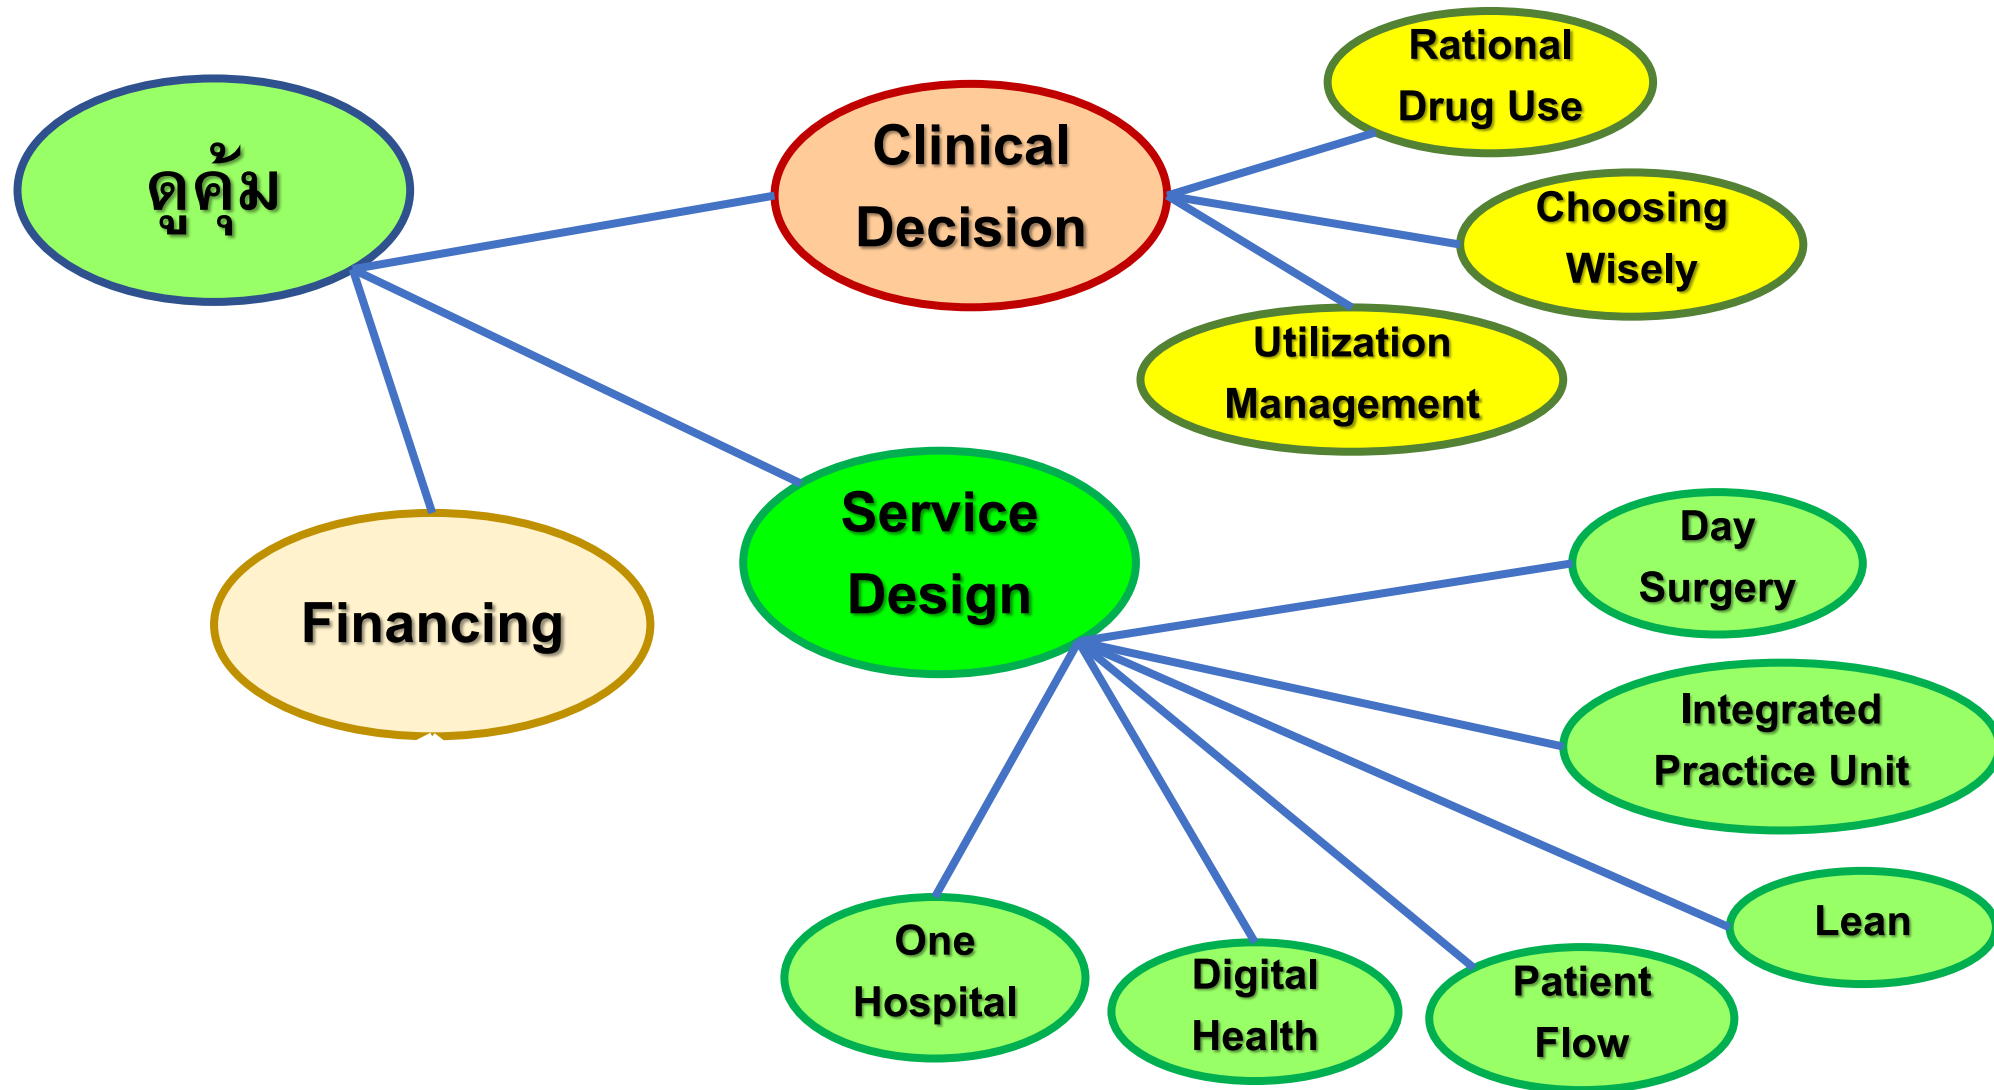 ดูคุ้ม
Clinical
Decision
Rational
Drug Use
Choosing
Wisely
Utilization
Management
Financing
Service
Design
Day
Surgery
Integrated
Practice Unit
Lean
Patient
Flow
Digital
Health
One
Hospital